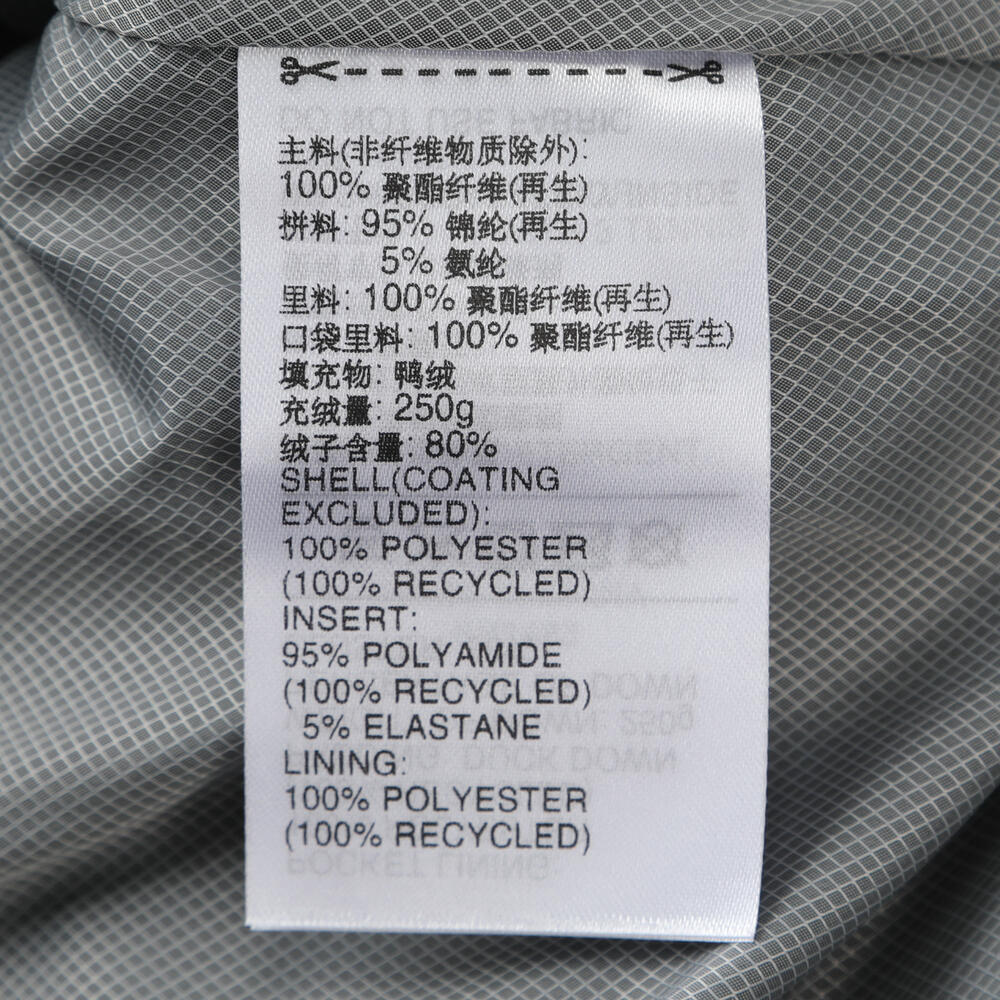 主料(非纤维物质除外):
100% 聚酯纤维(再生)
拼料: 95% 锦纶(再生)
5% 氨纶
里料: 100% 聚酯纤维(再生)
口袋里料: 100% 聚酯纤维(再生)
填充物: 鸭绒
充绒量: 250g
绒子含量: 80%
SHELL(COATING
EXCLUDED):
100% POLYESTER
(100% RECYCLED)
INSERT:
95% POLYAMIDE
(100% RECYCLED)
5% ELASTANE
LINING:
100% POLYESTER
(100% RECYCLED)